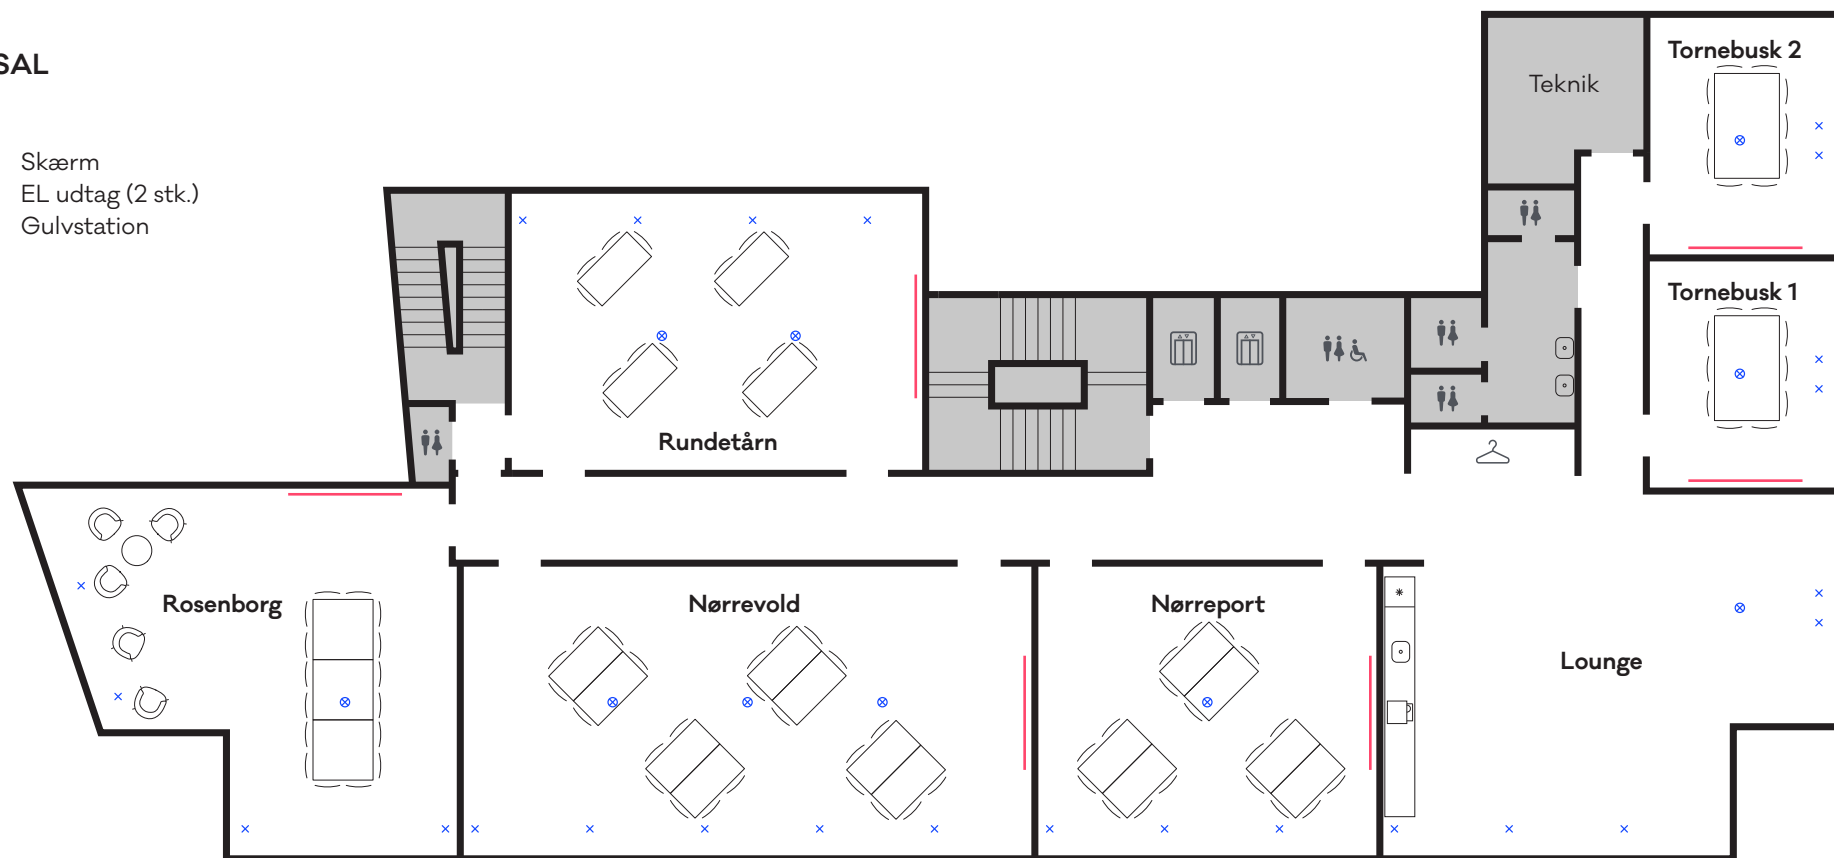 SAL
Skærm
EL udtag (2 stk.)
Gulvstation
Tornebusk 2
Teknik
Tornebusk 1
Rundetårn
Rosenborg
Nørrevold
Nørreport
Lounge